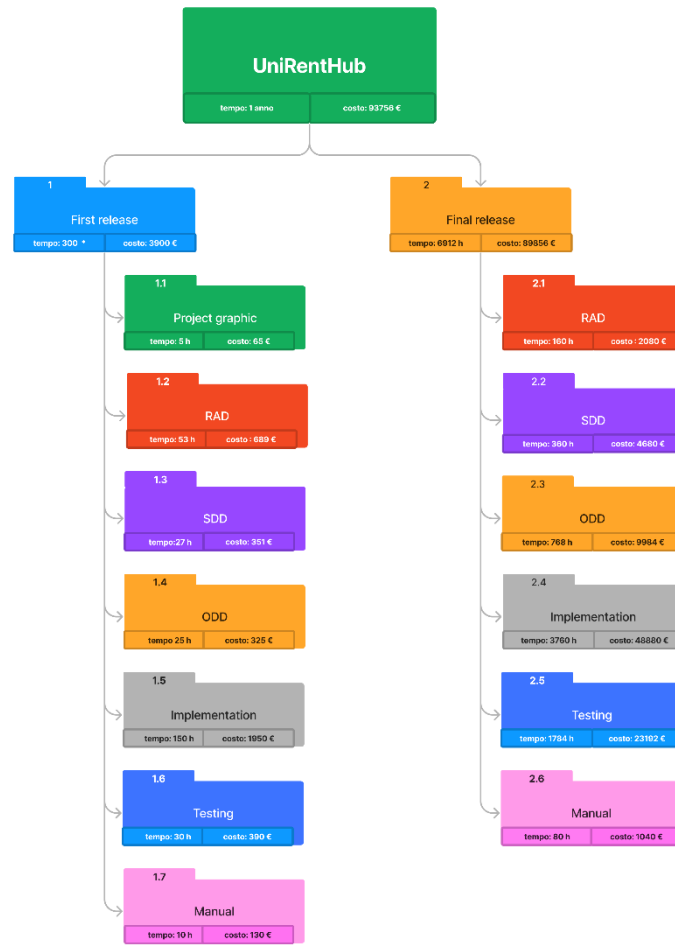 UniRentHub
tempo: 1 anno costo: 93756 €
1
First release
tempo: 300 * costo: 3900 €
1.1
Project graphic
tempo: 5 h costo: 65 €
1.2
RAD
tempo: 53 h costo : 689 €
1.3
SDD
tempo:27 h costo: 351 €
1.4
ODD
tempo 25 h costo: 325 €
1.5
Implementation
tempo: 150 h costo: 1950 €
1.6
Testing
tempo: 30 h costo: 390 €
1.7
Manual
tempo: 10 h costo: 130 €
2
Final release
tempo: 6912 h costo: 89856 €
2.1
RAD
tempo: 160 h costo : 2080 €
2.2
SDD
tempo: 360 h costo: 4680 €
2.3
ODD
tempo: 768 h costo: 9984 €
2.4
Implementation
tempo: 3760 h costo: 48880 €
2.5
Testing
tempo: 1784 h costo: 23192 €
2.6
Manual
tempo: 80 h costo: 1040 €